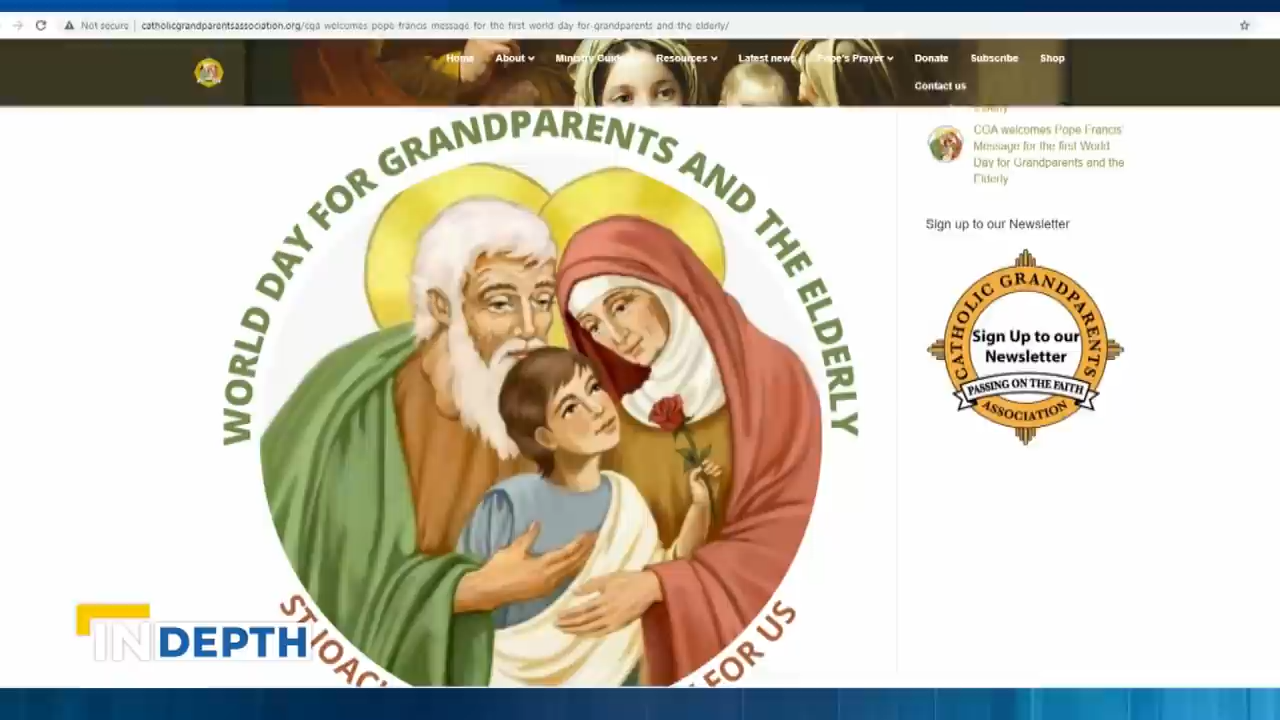 Not secure
catholicgrandparentsassociation.org/cga welcomes pope francis message for the first world day for grandparents and the elderly/
Home
About
Resources
Latest news
Pope's Prayer
Donate
Subscribe
Shop
Contact us
CGA welcomes Pope Francis'
Message for the first World
Day for Grandparents and the
Elderly
Sign up to our Newsletter
CATHOLIC GRANDPARENTS
Sign Up to our
Newsletter
PASSING ON THE FAITH
ASSOCIATION
WORLD DAY FOR GRANDPARENTS AND THE ELDERLY
FOR US
INDEPTH